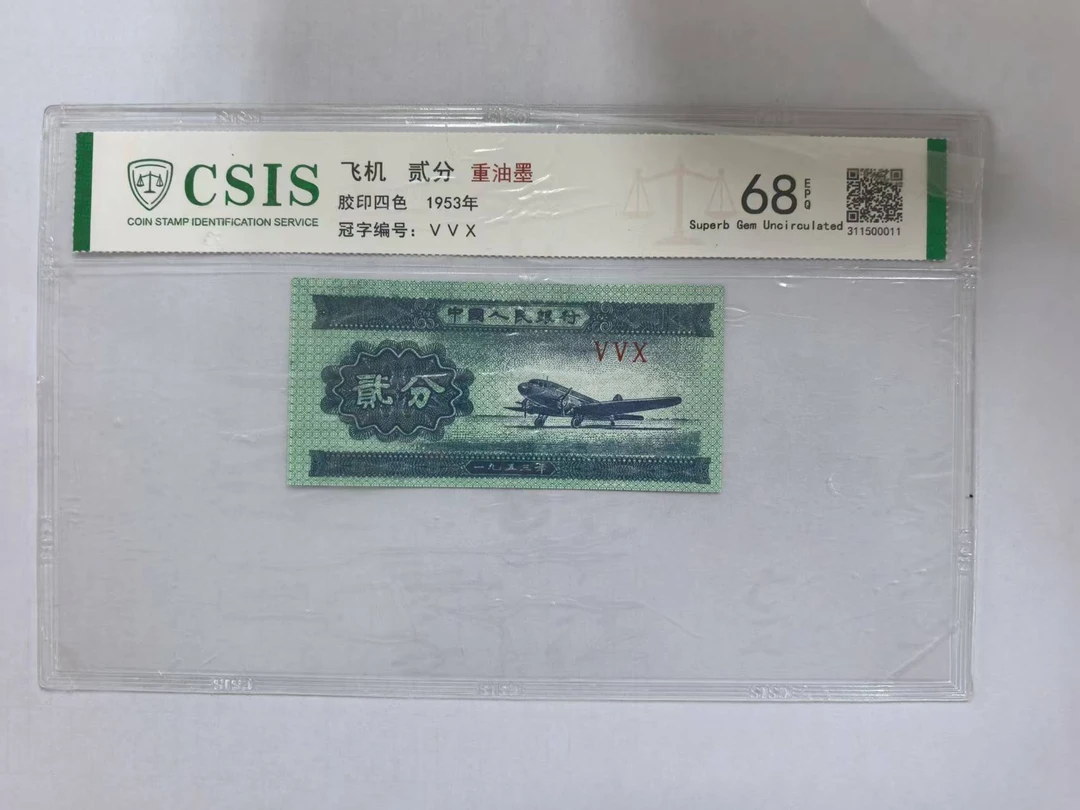 CSIS
COIN STAMP IDENTIFICATION SERVICE
飞机 贰分 重油墨
胶印四色 1953年
冠字编号：V V X
68 EPQ
Superb Gem Uncirculated
311500011
中國人民銀行
VVX
貳分
一九五三年